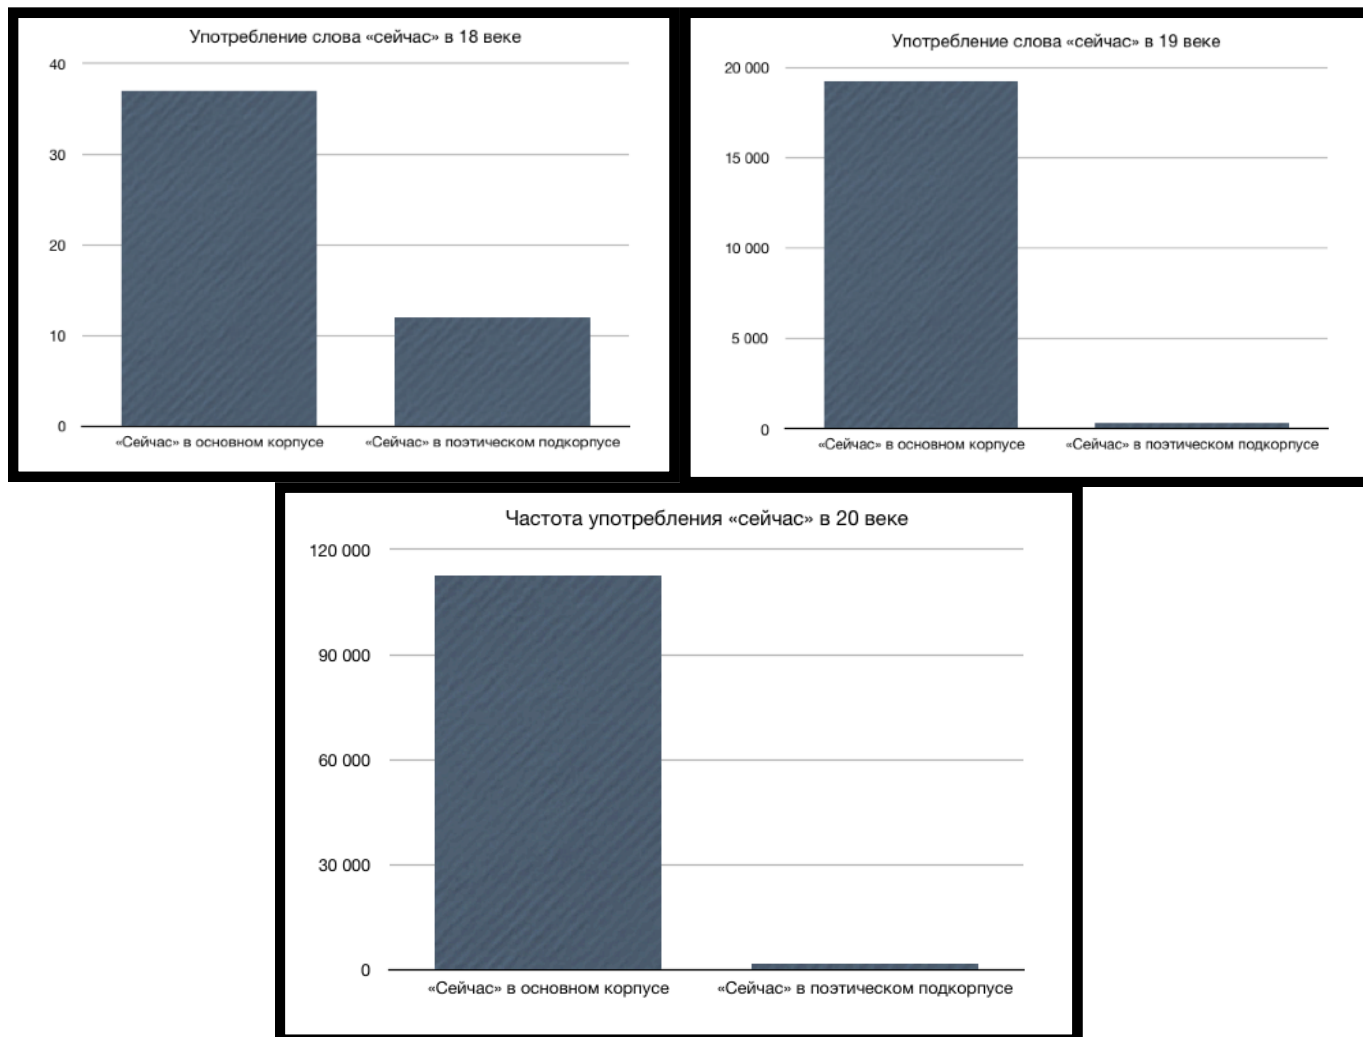 Употребление слова «сейчас» в 18 веке
40
30
20
10
0
«Сейчас» в основном корпусе
«Сейчас» в поэтическом подкорпусе
Употребление слова «сейчас» в 19 веке
20 000
15 000
10 000
5 000
0
«Сейчас» в основном корпусе
«Сейчас» в поэтическом подкорпусе
Частота употребления «сейчас» в 20 веке
120 000
90 000
60 000
30 000
0
«Сейчас» в основном корпусе
«Сейчас» в поэтическом подкорпусе